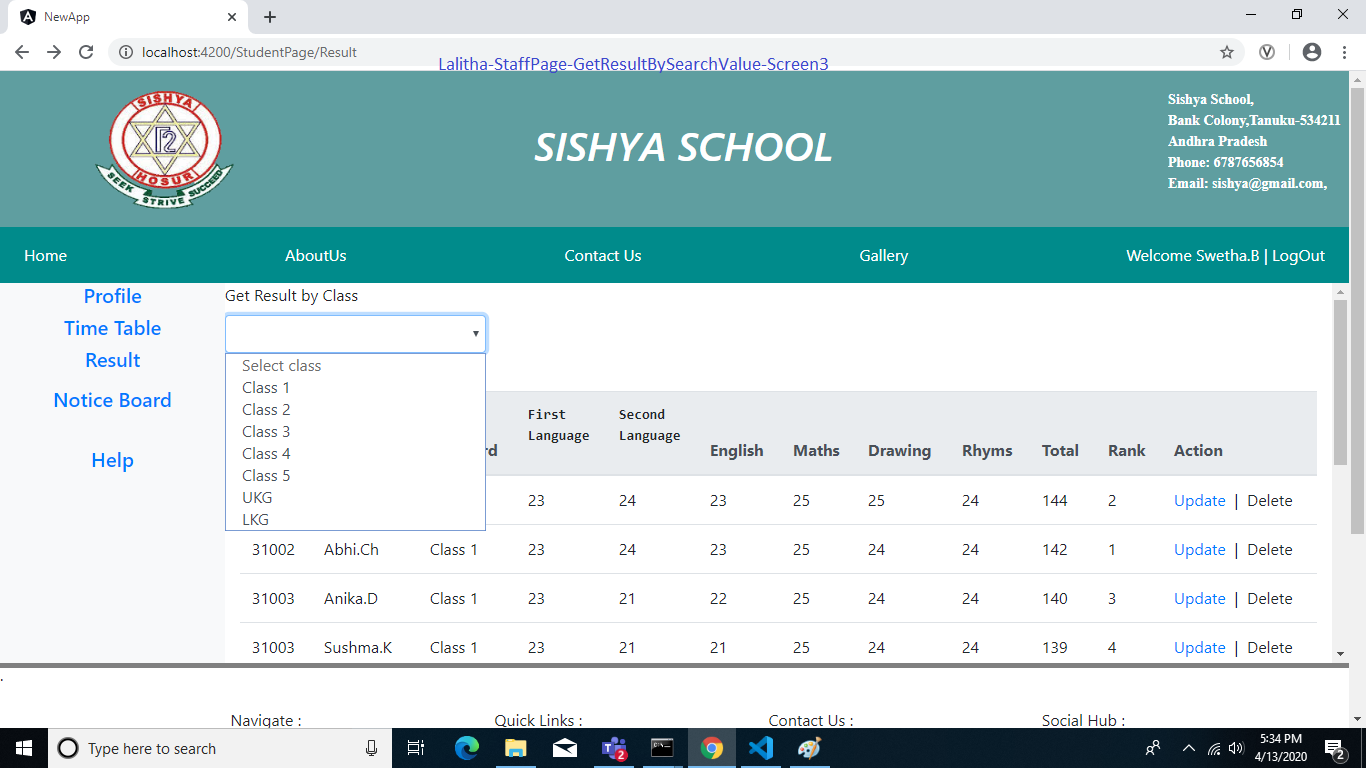 NewApp
localhost:4200/StudentPage/Result
Lalitha-StaffPage-GetResultBySearchValue-Screen3
SISHYA
HOSUR
SEEK STRIVE SUCCEED
SISHYA SCHOOL
Sishya School,
Bank Colony,Tanuku-534211
Andhra Pradesh
Phone: 6787656854
Email: sishya@gmail.com,
Home AboutUs Contact Us Gallery Welcome Swetha.B | LogOut
Profile
Time Table
Result
Notice Board
Help
Get Result by Class
Select class
Class 1
Class 2
Class 3
Class 4
Class 5
UKG
LKG
First Language Second Language English Maths Drawing Rhyms Total Rank Action
23 24 23 25 25 24 144 2 Update | Delete
31002 Abhi.Ch Class 1 23 24 23 25 24 24 142 1 Update | Delete
31003 Anika.D Class 1 23 21 22 25 24 24 140 3 Update | Delete
31003 Sushma.K Class 1 23 21 21 25 24 24 139 4 Update | Delete
.
Navigate : Quick Links : Contact Us : Social Hub :
Type here to search
2
5:34 PM
4/13/2020
2